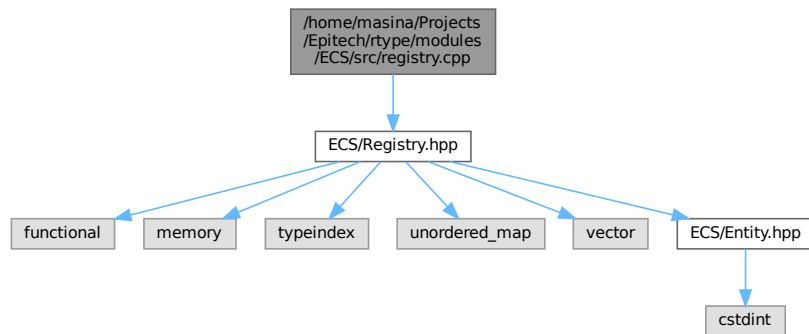 /home/masina/Projects
/Epitech/rtype/modules
/ECS/src/registry.cpp
ECS/Registry.hpp
functional
memory
typeindex
unordered_map
vector
ECS/Entity.hpp
cstdint